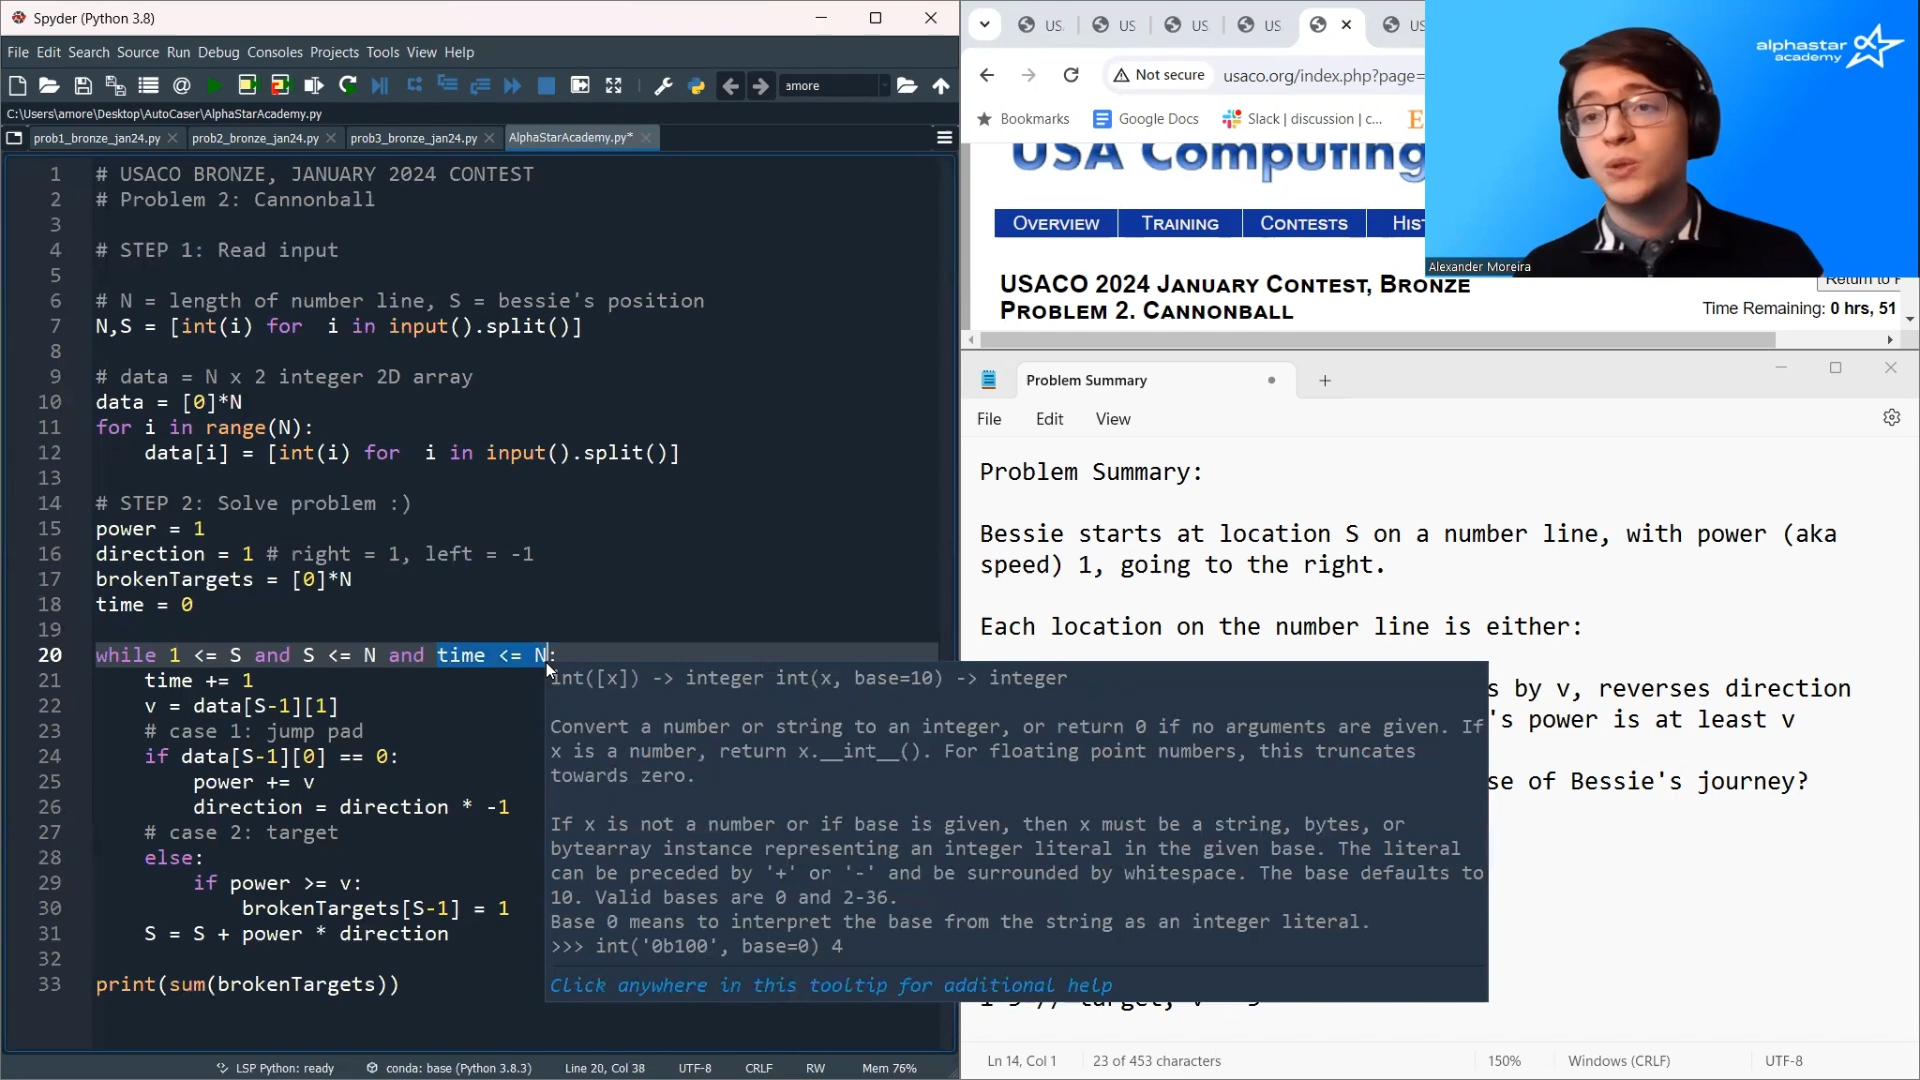 Spyder (Python 3.8)
File Edit Search Source Run Debug Consoles Projects Tools View Help
amore
C:\Users\amore\Desktop\AutoCaser\AlphaStarAcademy.py
prob1_bronze_jan24.py prob2_bronze_jan24.py prob3_bronze_jan24.py AlphaStarAcademy.py*
1 # USACO BRONZE, JANUARY 2024 CONTEST
2 # Problem 2: Cannonball
3
4 # STEP 1: Read input
5
6 # N = length of number line, S = bessie's position
7 N,S = [int(i) for  i in input().split()]
8
9 # data = N x 2 integer 2D array
10 data = [0]*N
11 for i in range(N):
12     data[i] = [int(i) for  i in input().split()]
13
14 # STEP 2: Solve problem :)
15 power = 1
16 direction = 1 # right = 1, left = -1
17 brokenTargets = [0]*N
18 time = 0
19
20 while 1 <= S and S <= N and time <= N:
21     time += 1
22     v = data[S-1][1]
23     # case 1: jump pad
24     if data[S-1][0] == 0:
25         power += v
26         direction = direction * -1
27     # case 2: target
28     else:
29         if power >= v:
30             brokenTargets[S-1] = 1
31     S = S + power * direction
32
33 print(sum(brokenTargets))
int([x]) -> integer int(x, base=10) -> integer
Convert a number or string to an integer, or return 0 if no arguments are given. If
x is a number, return x.__int__(). For floating point numbers, this truncates
towards zero.
If x is not a number or if base is given, then x must be a string, bytes, or
bytearray instance representing an integer literal in the given base. The literal
can be preceded by '+' or '-' and be surrounded by whitespace. The base defaults to
10. Valid bases are 0 and 2-36.
Base 0 means to interpret the base from the string as an integer literal.
>>> int('0b100', base=0) 4
Click anywhere in this tooltip for additional help
LSP Python: ready conda: base (Python 3.8.3) Line 20, Col 38 UTF-8 CRLF RW Mem 76%
US US US US US
Not secure usaco.org/index.php?page=
Bookmarks Google Docs Slack | discussion | c... E
USA Computing
OVERVIEW TRAINING CONTESTS HIS
USACO 2024 JANUARY CONTEST, BRONZE
PROBLEM 2. CANNONBALL
Return to
Time Remaining: 0 hrs, 51
alphastar
academy
Alexander Moreira
Problem Summary
File Edit View
Problem Summary:
Bessie starts at location S on a number line, with power (aka
speed) 1, going to the right.
Each location on the number line is either:
s by v, reverses direction
's power is at least v
se of Bessie's journey?
Ln 14, Col 1 23 of 453 characters 150% Windows (CRLF) UTF-8